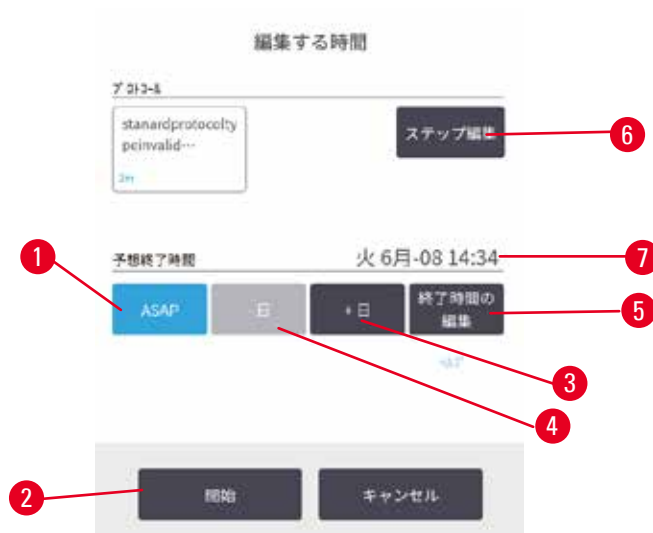 編集する時間
プロトコール
stanardprotocolty
peinvalid…
ステップ編集
6
1
予想終了時間
火 6月-08 14:34
7
ASAP
- 日
+ 日
終了時間の
編集
5
3
4
2
開始
キャンセル